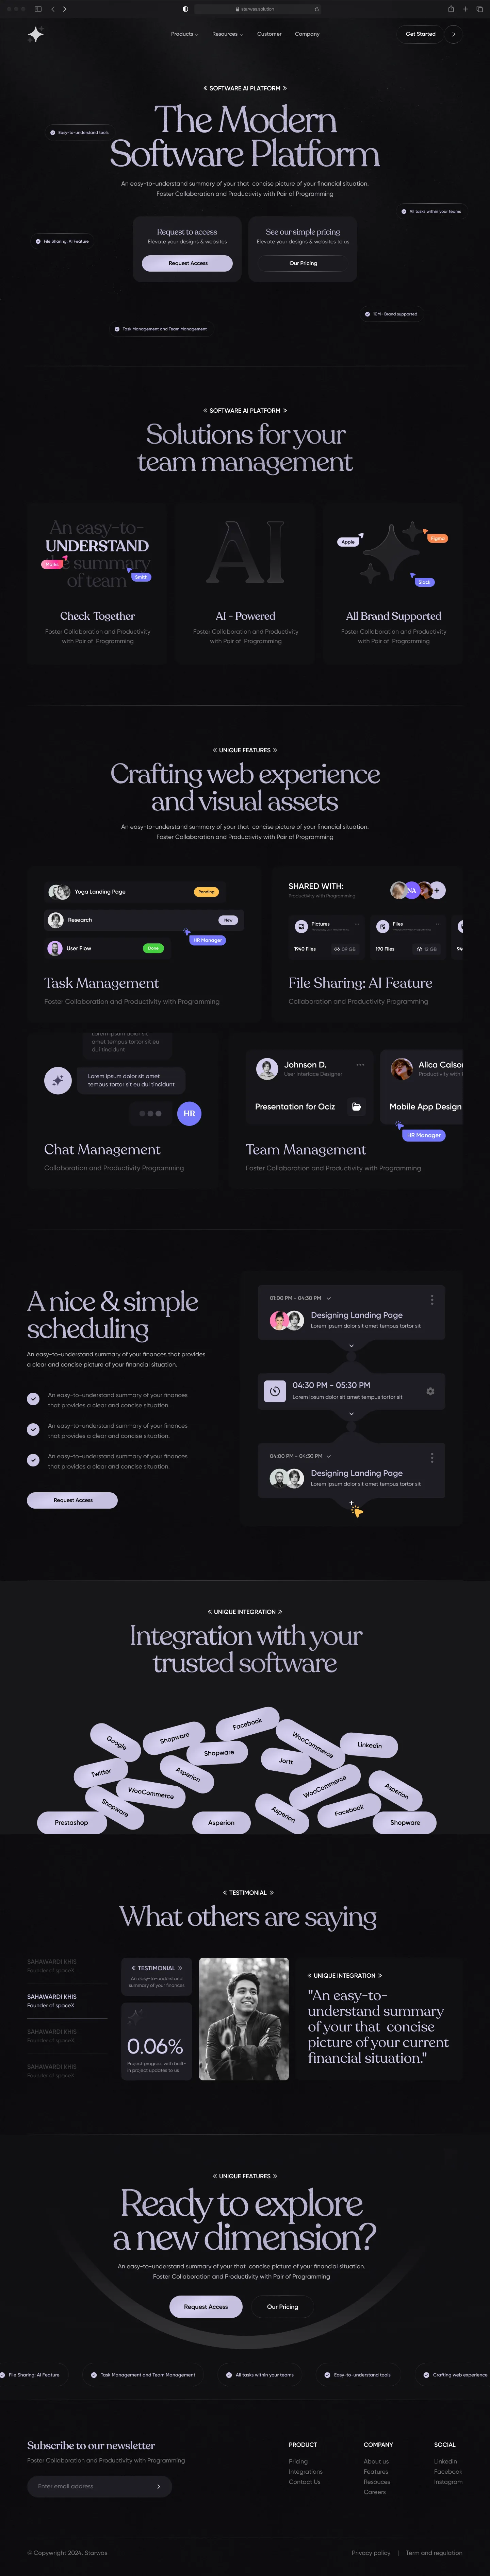 starwas.solution
Products
Resources
Customer
Company
Get Started
SOFTWARE AI PLATFORM
The Modern
Software Platform
Easy-to-understand tools
An easy-to-understand summary of your that concise picture of your financial situation.
Foster Collaboration and Productivity with Pair of Programming
All tasks within your teams
File Sharing: AI Feature
Request to access
Elevate your designs & websites
Request Access
See our simple pricing
Elevate your designs & websites to us
Our Pricing
10M+ Brand supported
Task Management and Team Management
SOFTWARE AI PLATFORM
Solutions for your
team management
An easy-to-
UNDERSTAND
the summary
of team
Smith
AI
Apple
Figma
Slack
Check Together
Foster Collaboration and Productivity
with Pair of Programming
AI - Powered
Foster Collaboration and Productivity
with Pair of Programming
All Brand Supported
Foster Collaboration and Productivity
with Pair of Programming
UNIQUE FEATURES
Crafting web experience
and visual assets
An easy-to-understand summary of your that concise picture of your financial situation.
Foster Collaboration and Productivity with Pair of Programming
Yoga Landing Page
Pending
Research
New
User Flow
Done
HR Manager
Task Management
Foster Collaboration and Productivity with Programming
SHARED WITH:
Productivity with Programming
NA
+
Pictures
1940 Files
09 GB
Files
190 Files
12 GB
94
File Sharing: AI Feature
Collaboration and Productivity Programming
Lorem ipsum dolor sit
amet tempus tortor sit eu
dui tincidunt
Lorem ipsum dolor sit amet
tempus tortor sit eu dui tincidunt
HR
Chat Management
Collaboration and Productivity Programming
Johnson D.
User Interface Designer
Presentation for Ociz
Alica Calso
Productivity with
Mobile App Design
HR Manager
Team Management
Foster Collaboration and Productivity with Programming
A nice & simple
scheduling
An easy-to-understand summary of your finances that provides
a clear and concise picture of your financial situation.
An easy-to-understand summary of your finances
that provides a clear and concise situation.
An easy-to-understand summary of your finances
that provides a clear and concise situation.
An easy-to-understand summary of your finances
that provides a clear and concise situation.
Request Access
01:00 PM - 04:30 PM
Designing Landing Page
Lorem ipsum dolor sit amet tempus tortor sit
04:30 PM - 05:30 PM
Lorem ipsum dolor sit amet tempus tortor sit
04:00 PM - 04:30 PM
Designing Landing Page
Lorem ipsum dolor sit amet tempus tortor sit
UNIQUE INTEGRATION
Integration with your
trusted software
Google
Shopware
Facebook
Shopware
WooCommerce
Linkedin
Twitter
Asperion
Jortt
WooCommerce
WooCommerce
Asperion
Shopware
Asperion
Facebook
Prestashop
Asperion
Shopware
TESTIMONIAL
What others are saying
SAHAWARDI KHIS
Founder of spaceX
SAHAWARDI KHIS
Founder of spaceX
SAHAWARDI KHIS
Founder of spaceX
SAHAWARDI KHIS
Founder of spaceX
TESTIMONIAL
An easy-to-understand
summary of your finances
0.06%
Project progress with built-
in project updates to us
UNIQUE INTEGRATION
"An easy-to-
understand summary
of your that concise
picture of your current
financial situation."
UNIQUE FEATURES
Ready to explore
a new dimension?
An easy-to-understand summary of your that concise picture of your financial situation.
Foster Collaboration and Productivity with Pair of Programming
Request Access
Our Pricing
File Sharing: AI Feature
Task Management and Team Management
All tasks within your teams
Easy-to-understand tools
Crafting web experience
Subscribe to our newsletter
Foster Collaboration and Productivity with Programming
Enter email address
PRODUCT
Pricing
Integrations
Contact Us
COMPANY
About us
Features
Resouces
Careers
SOCIAL
Linkedin
Facebook
Instagram
© Copywright 2024. Starwas
Privacy policy | Term and regulation